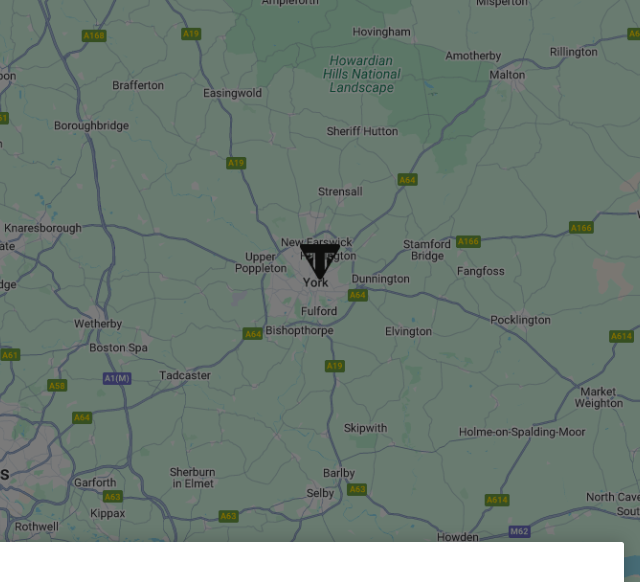 Ampleforth
Misperton
A19
A168
Hovingham
Amotherby
Rillington
Howardian
Hills National
Landscape
Malton
Brafferton
Easingwold
Boroughbridge
Sheriff Hutton
A19
A64
Strensall
Knaresborough
A166
New Earswick
Stamford
Bridge
A166
Upper
Poppleton
Fangfoss
Dunnington
York
A64
Fulford
Wetherby
Bishopthorpe
Elvington
Pocklington
A64
A614
Boston Spa
A61
A19
Tadcaster
A1(M)
A58
Market
Weighton
A64
Skipwith
Holme-on-Spalding-Moor
Sherburn
in Elmet
Barlby
Garforth
Selby
A63
A63
A614
North Cave
Kippax
A63
Rothwell
M62
Howden